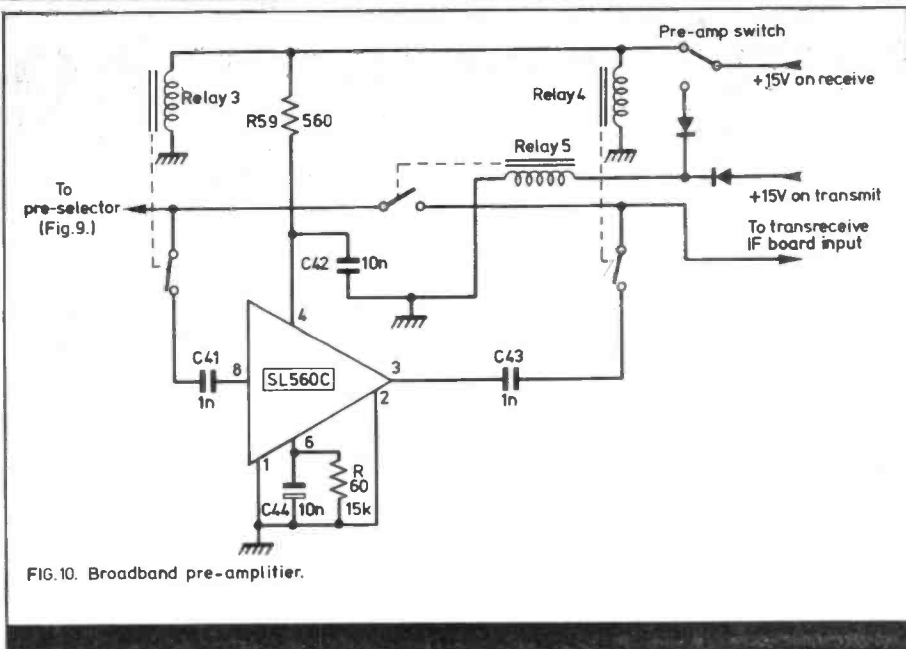 Pre-amp switch
+15V on receive
Relay 3
R59
560
Relay 4
Relay 5
To
pre-selector
(Fig.9.)
+15V on transmit
To transreceive
IF board input
C42
10n
4
C41
1n
8
SL560C
3
2
C43
1n
6
1
R
60
15k
C44
10n
FIG.10. Broadband pre-amplitier.